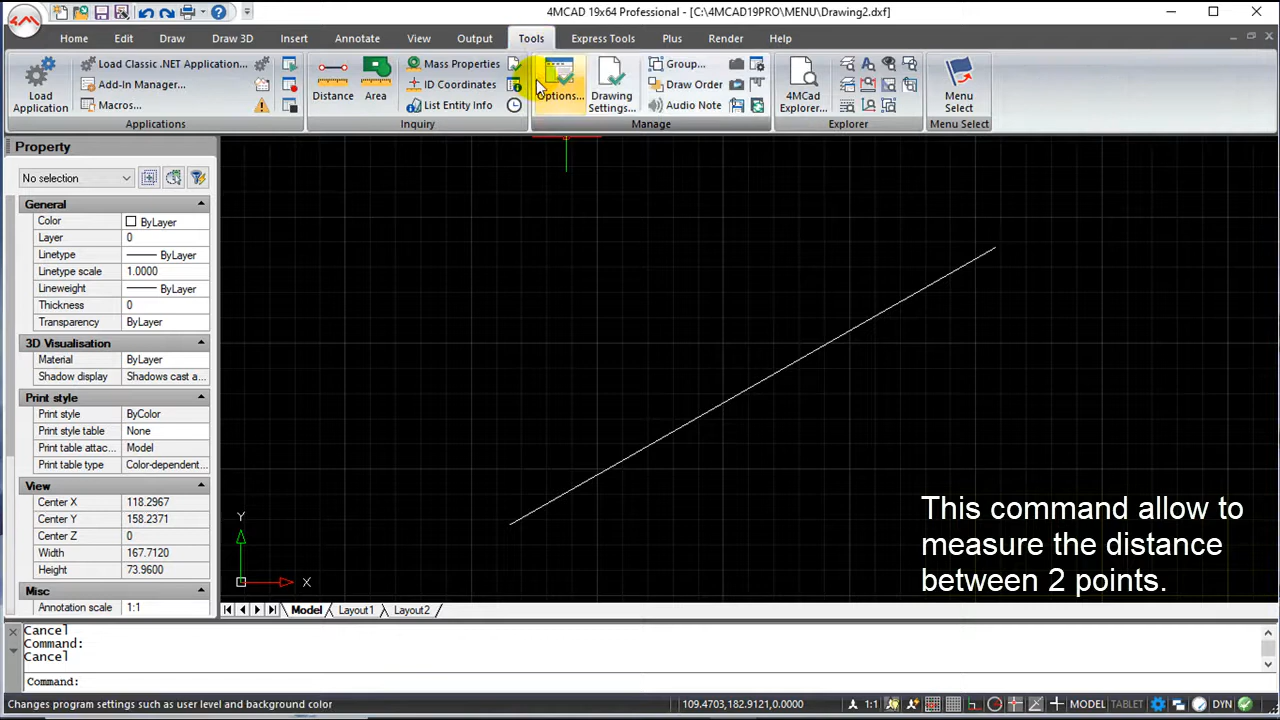 4MCAD 19x64 Professional - [C:\4MCAD19PRO\MENU\Drawing2.dxf]
Home Edit Draw Draw 3D Insert Annotate View Output Tools Express Tools Plus Render Help
Load Application
Load Classic .NET Application...
Add-in Manager...
Macros...
Applications
Distance
Area
Mass Properties
ID Coordinates
List Entity Info
Inquiry
Options...
Drawing Settings...
Group...
Draw Order
Audio Note
Manage
4MCad Explorer...
Explorer
Menu Select
Menu Select
Property
No selection
General
Color ByLayer
Layer 0
Linetype ByLayer
Linetype scale 1.0000
Lineweight ByLayer
Thickness 0
Transparency ByLayer
3D Visualisation
Material ByLayer
Shadow display Shadows cast a...
Print style
Print style ByColor
Print style table None
Print table attac... Model
Print table type Color-dependent...
View
Center X 118.2967
Center Y 158.2371
Center Z 0
Width 167.7120
Height 73.9600
Misc
Annotation scale 1:1
Y
X
This command allow to
measure the distance
between 2 points.
Model Layout1 Layout2
Cancel
Command:
Cancel
Command:
Changes program settings such as user level and background color
109.4703,182.9121,0.0000
1:1
MODEL TABLET
DYN